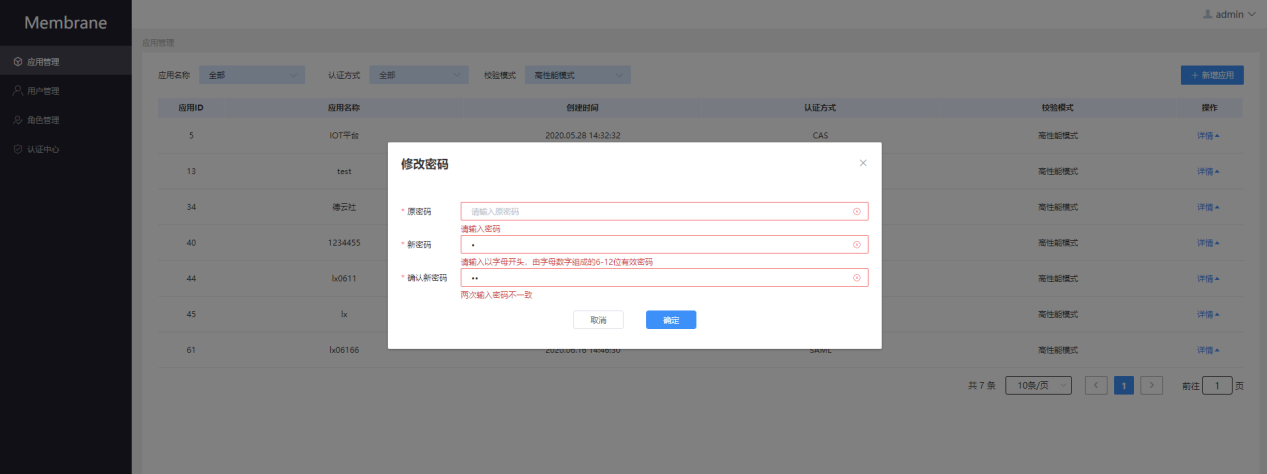 Membrane
admin
应用管理
用户管理
角色管理
认证中心
应用管理
应用名称 全部 认证方式 全部 校验模式 高性能模式 + 新增应用
应用ID 应用名称 创建时间 认证方式 校验模式 操作
5 IOT平台 2020.05.28 14:32:32 CAS 高性能模式 详情
13 test 高性能模式 详情
34 德云社 高性能模式 详情
40 1234455 高性能模式 详情
44 lx0611 高性能模式 详情
45 lx 高性能模式 详情
61 lx06166 2020.06.16 14:46:30 SAML 高性能模式 详情
修改密码
* 原密码 请输入原密码
请输入密码
* 新密码 •
请输入以字母开头，由字母数字组成的6-12位有效密码
* 确认新密码 ••
两次输入密码不一致
取消 确定
共 7 条 10条/页 1 前往 1 页